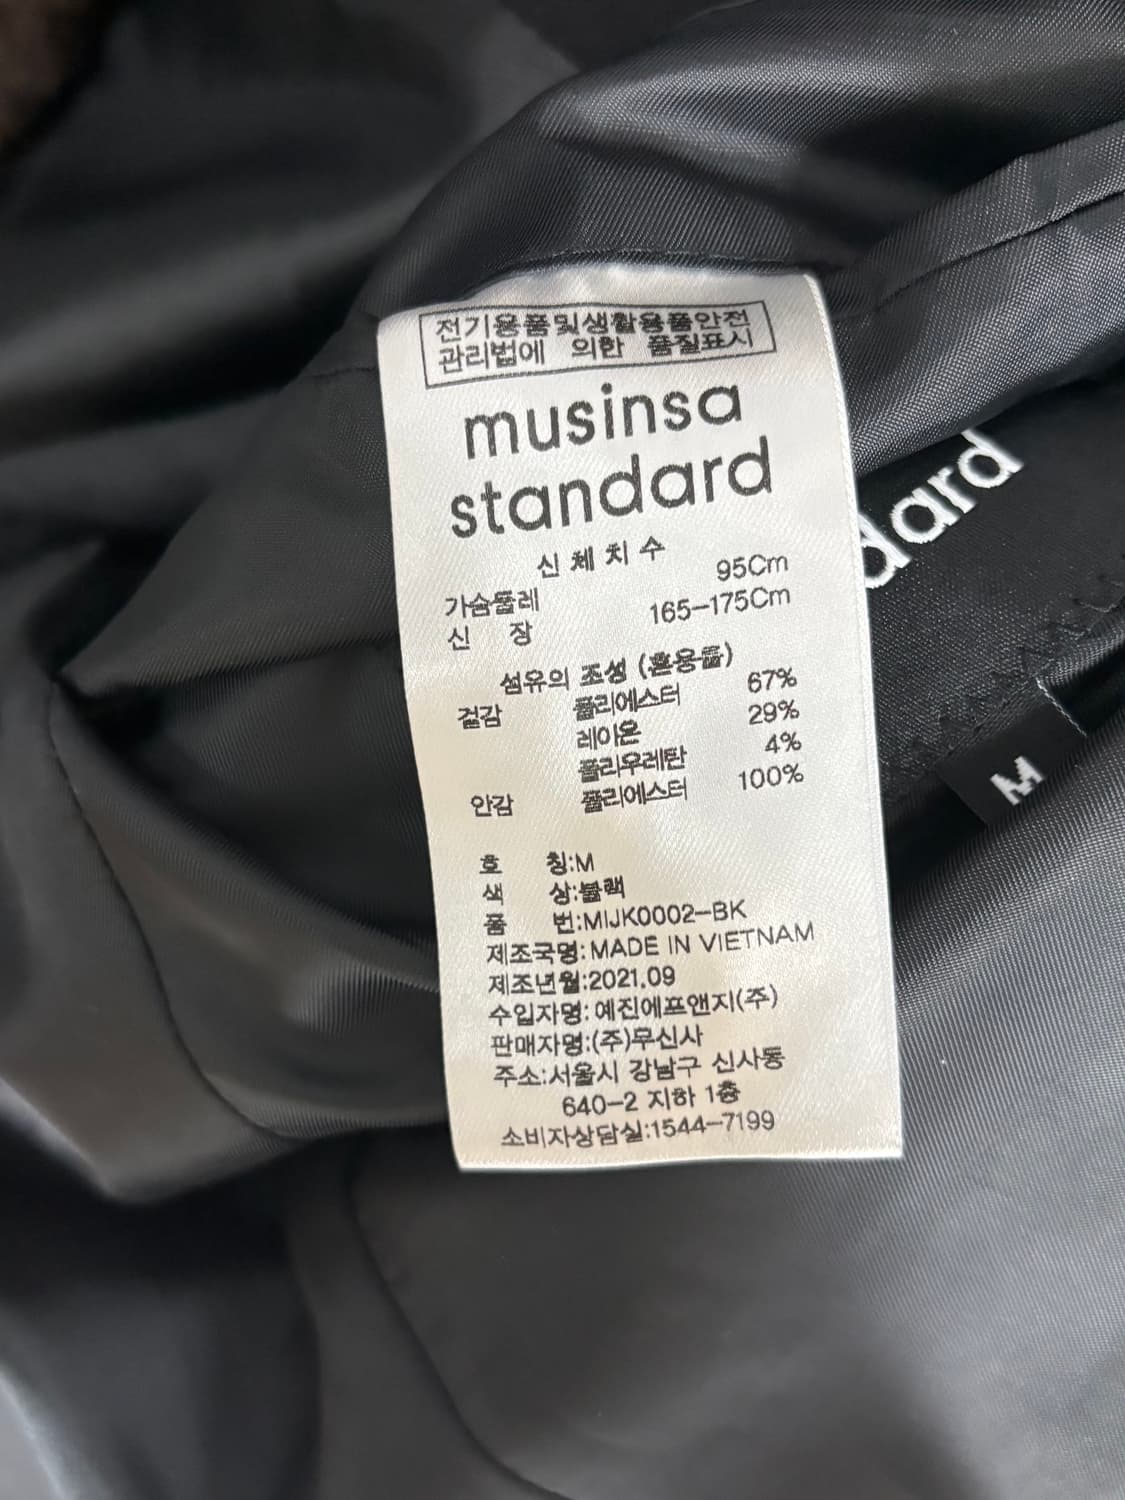 전기용품및생활용품안전
관리법에 의한 품질표시
musinsa
standard
신체치수
가슴둘레 95Cm
신 장 165-175Cm
섬유의 조성 (혼용율)
겉감 폴리에스터 67%
레이온 29%
폴리우레탄 4%
안감 폴리에스터 100%
호 칭:M
색 상:블랙
품 번:MIJK0002-BK
제조국명:MADE IN VIETNAM
제조년월:2021.09
수입자명:예진에프앤지(주)
판매자명:(주)무신사
주소:서울시 강남구 신사동
640-2 지하 1층
소비자상담실:1544-7199
dard
M